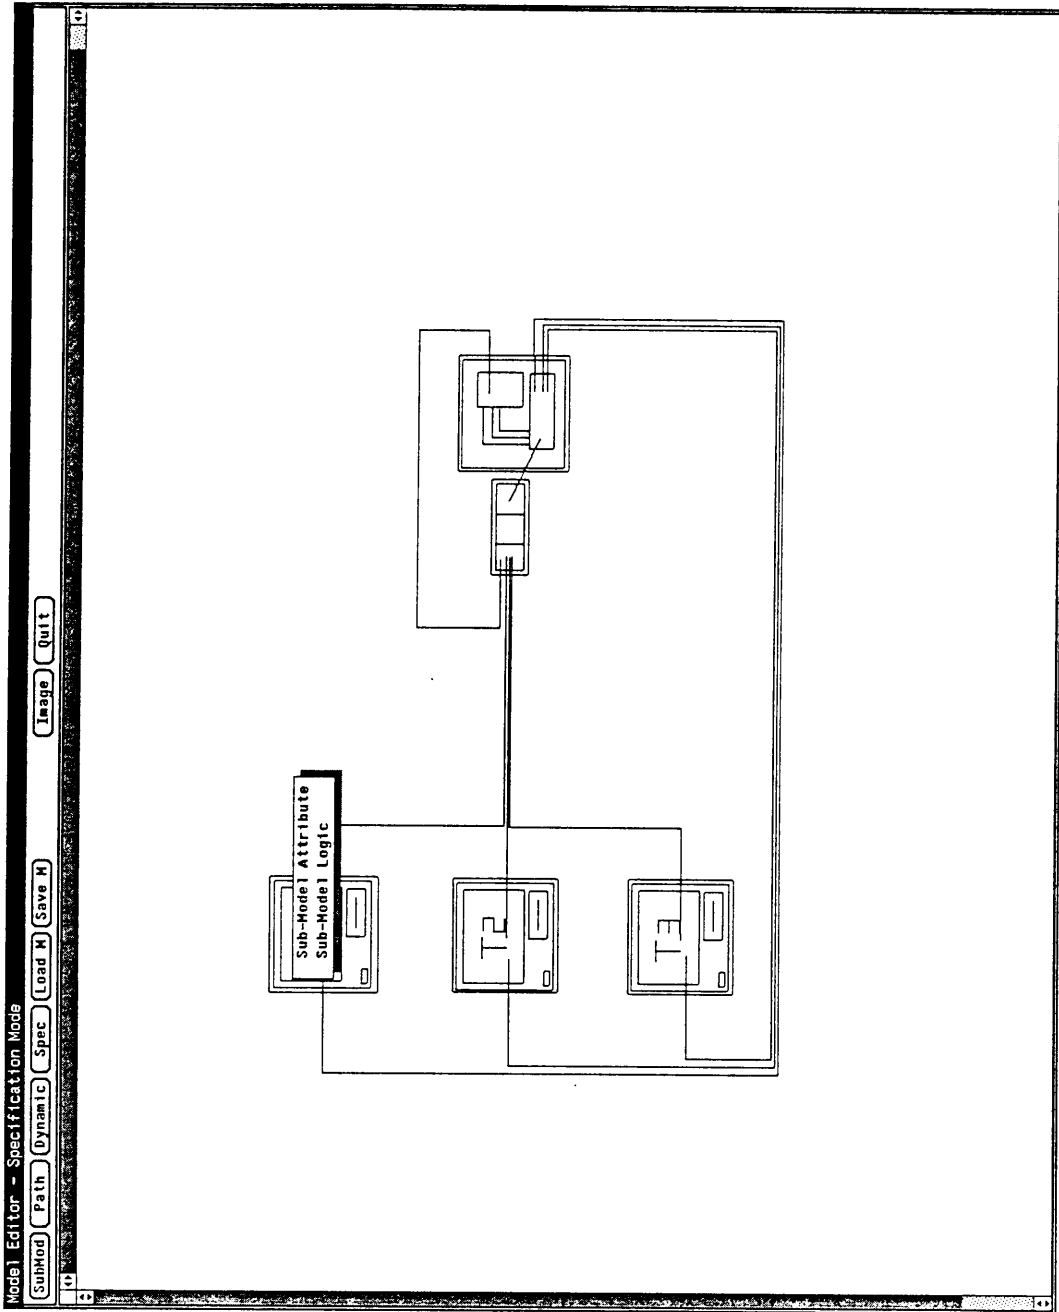 Model Editor - Specification Mode
SubMod Path Dynamic Spec Load M Save M Image Quit
Sub-Model Attribute
Sub-Model Logic
T2
T3